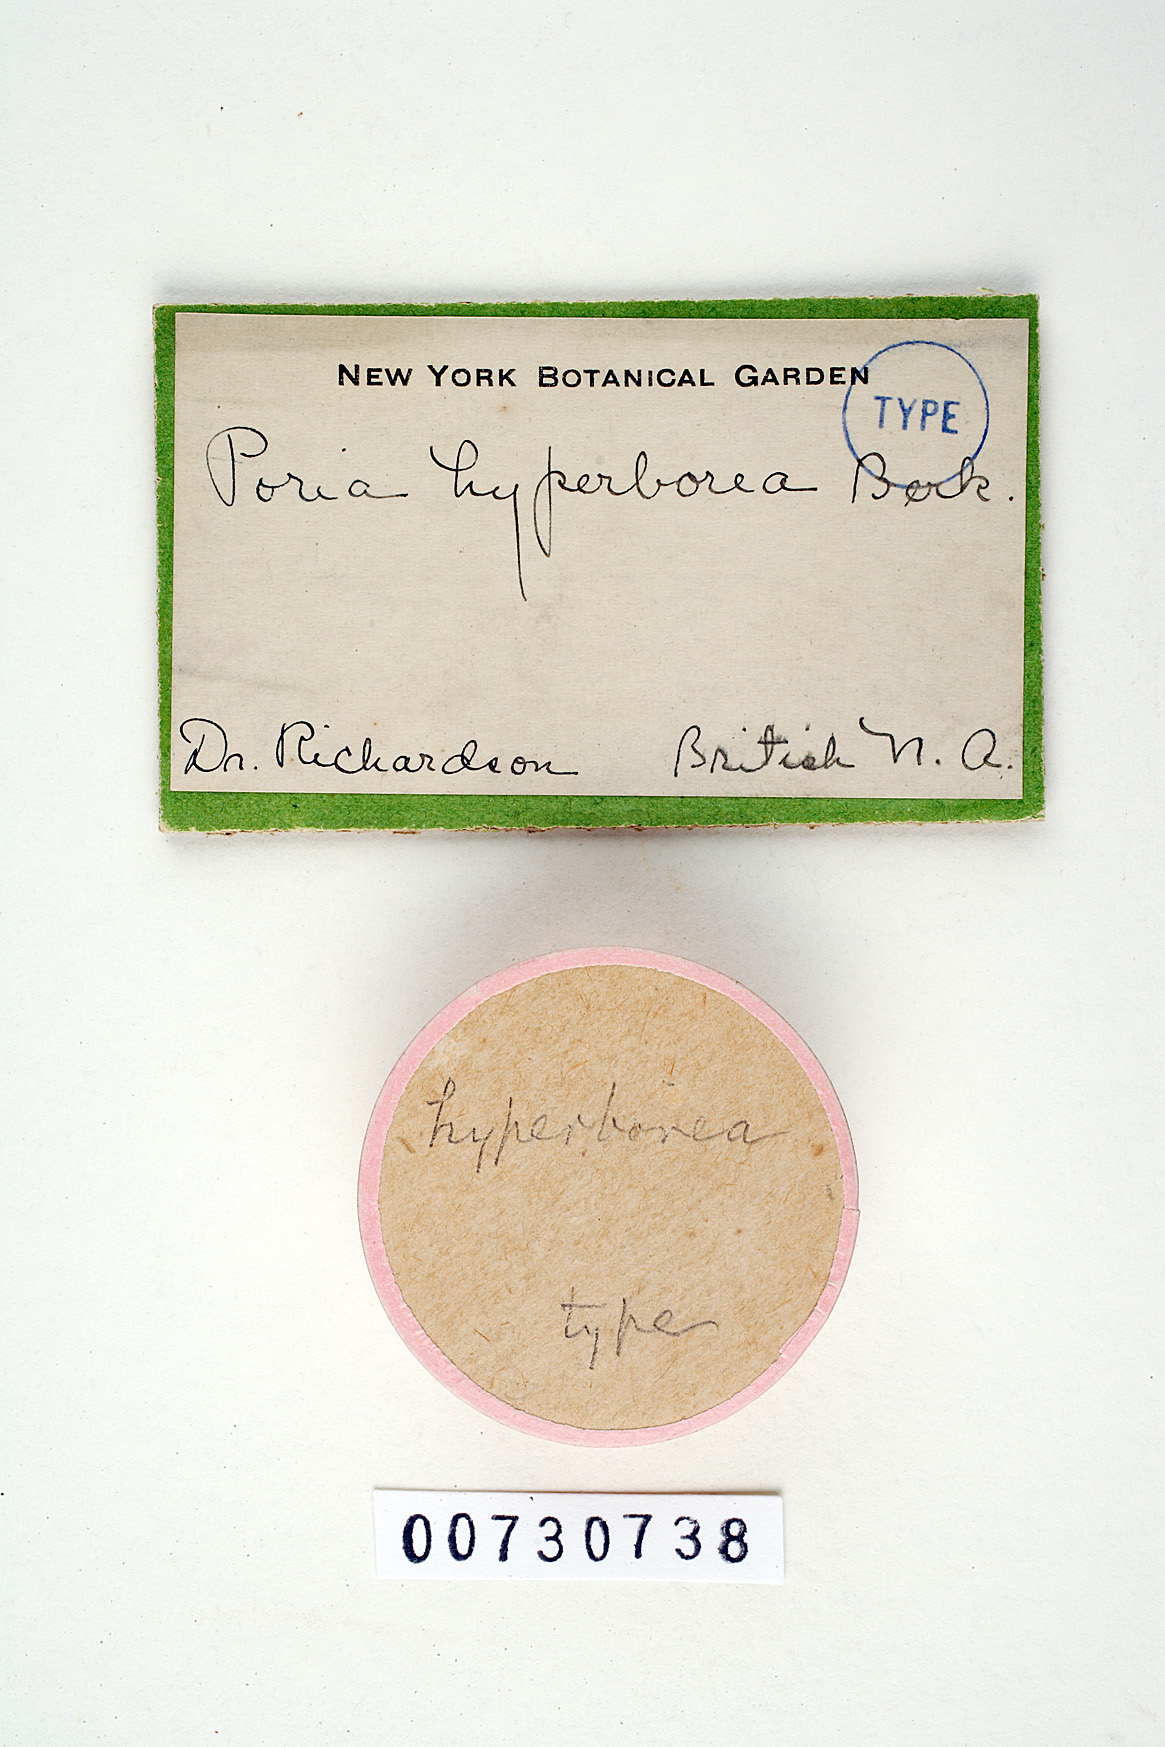 NEW YORK BOTANICAL GARDEN
TYPE
Poria hyperborea Berk.
Dr. Richardson British N. A.
hyperborea
type
00730738